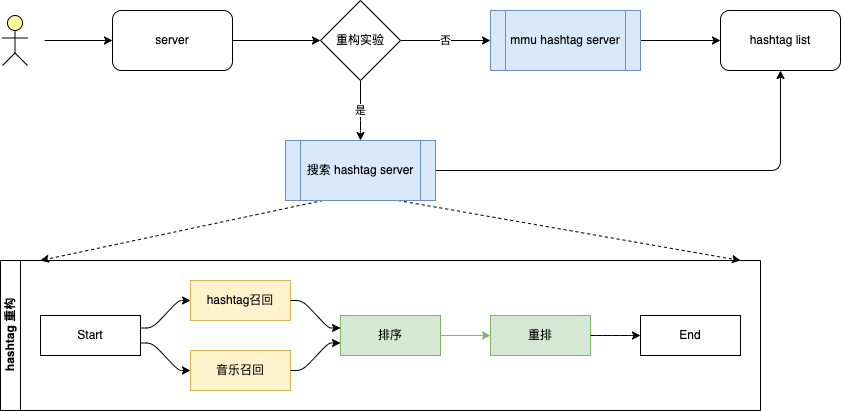 server
重构实验
否
mmu hashtag server
hashtag list
是
搜索 hashtag server
hashtag 重构
Start
hashtag召回
音乐召回
排序
重排
End